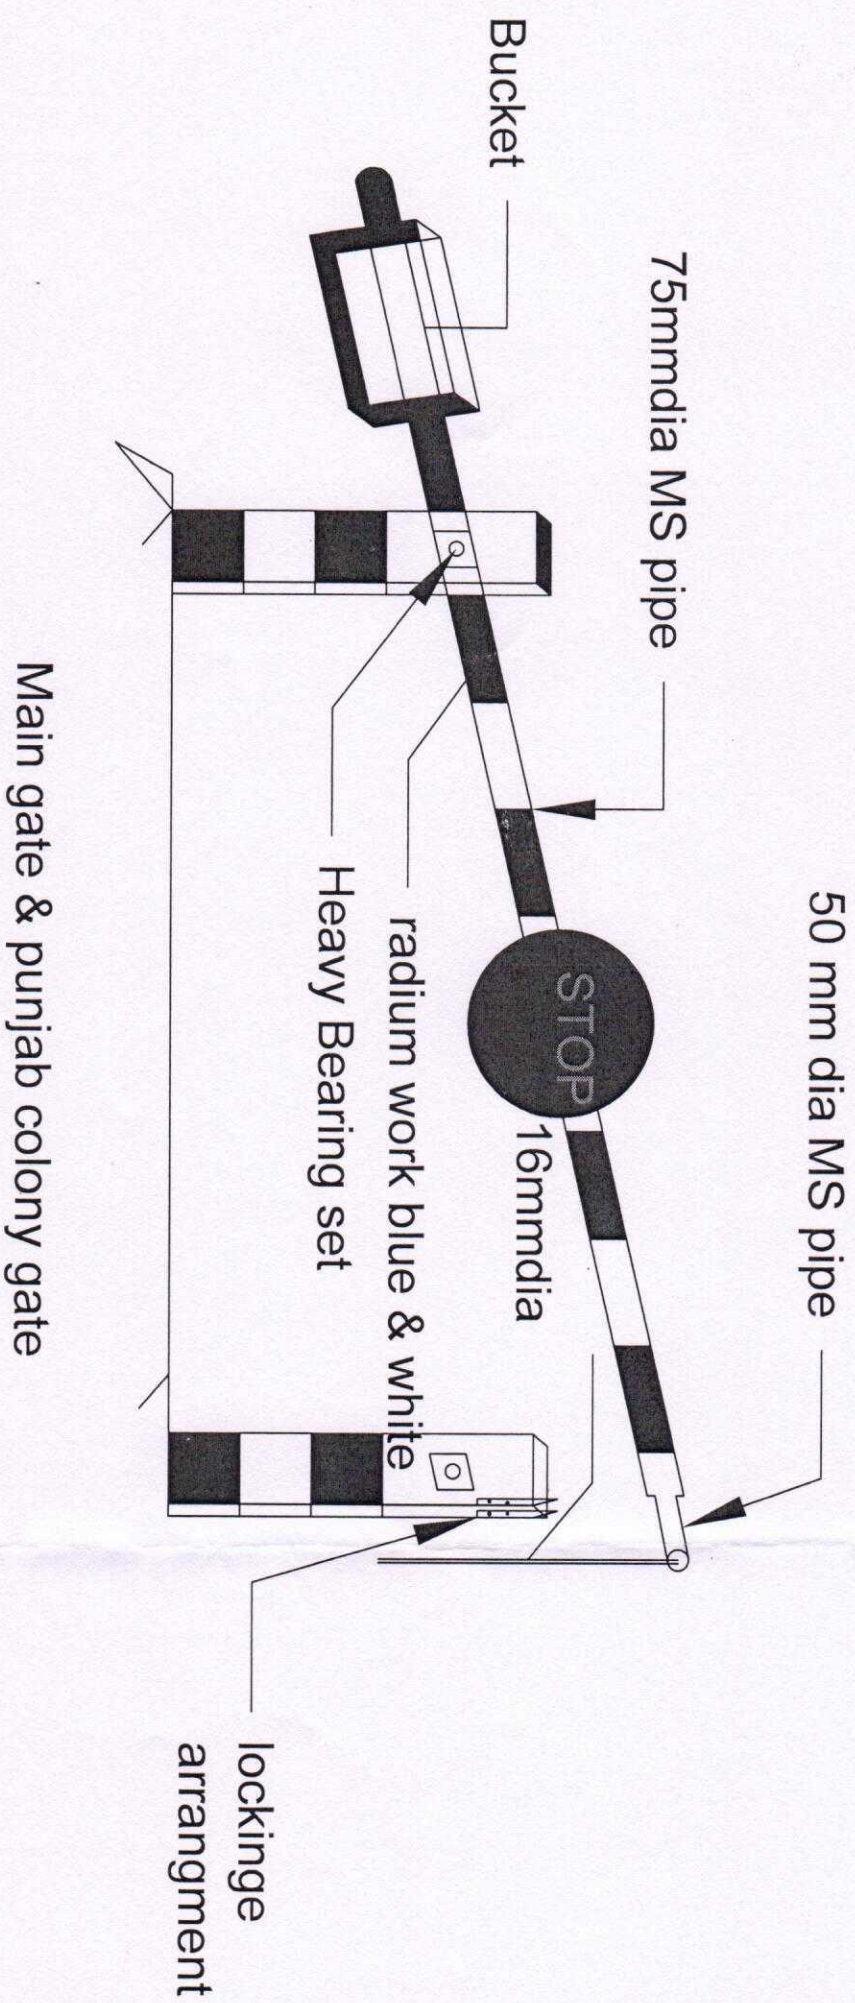 50 mm dia MS pipe
75mmdia MS pipe
Bucket
STOP
16mmdia
radium work blue & white
Heavy Bearing set
lockinge
arrangment
Main gate & punjab colony gate